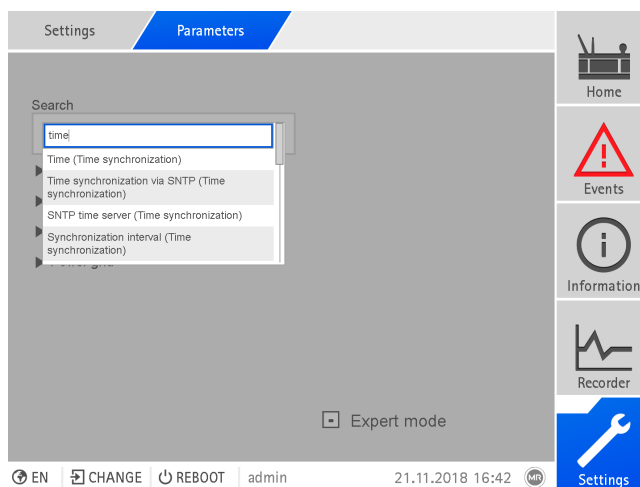 Settings
Parameters
Search
time
Time (Time synchronization)
Time synchronization via SNTP (Time
synchronization)
SNTP time server (Time synchronization)
Synchronization interval (Time
synchronization)
Expert mode
EN
CHANGE
REBOOT
admin
21.11.2018 16:42
MR
Home
Events
Information
Recorder
Settings